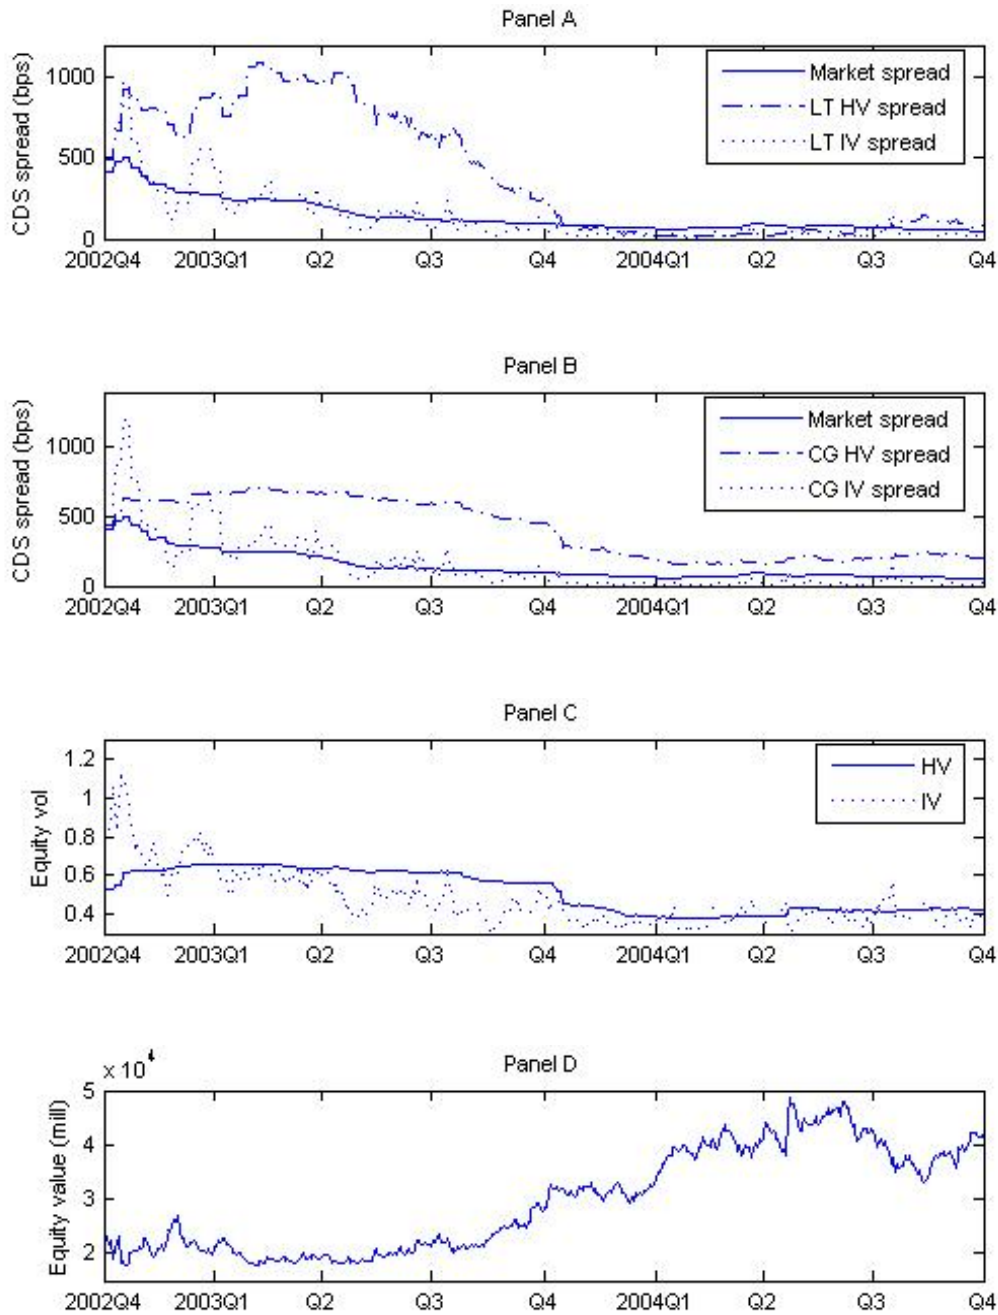 Panel A
CDS spread (bps)
1000
500
0
Market spread
LT HV spread
LT IV spread
2002Q4 2003Q1 Q2 Q3 Q4 2004Q1 Q2 Q3 Q4
Panel B
CDS spread (bps)
1000
500
0
Market spread
CG HV spread
CG IV spread
2002Q4 2003Q1 Q2 Q3 Q4 2004Q1 Q2 Q3 Q4
Panel C
Equity vol
1.2
1
0.8
0.6
0.4
HV
IV
2002Q4 2003Q1 Q2 Q3 Q4 2004Q1 Q2 Q3 Q4
x 10^4
Panel D
Equity value (mill)
5
4
3
2
2002Q4 2003Q1 Q2 Q3 Q4 2004Q1 Q2 Q3 Q4